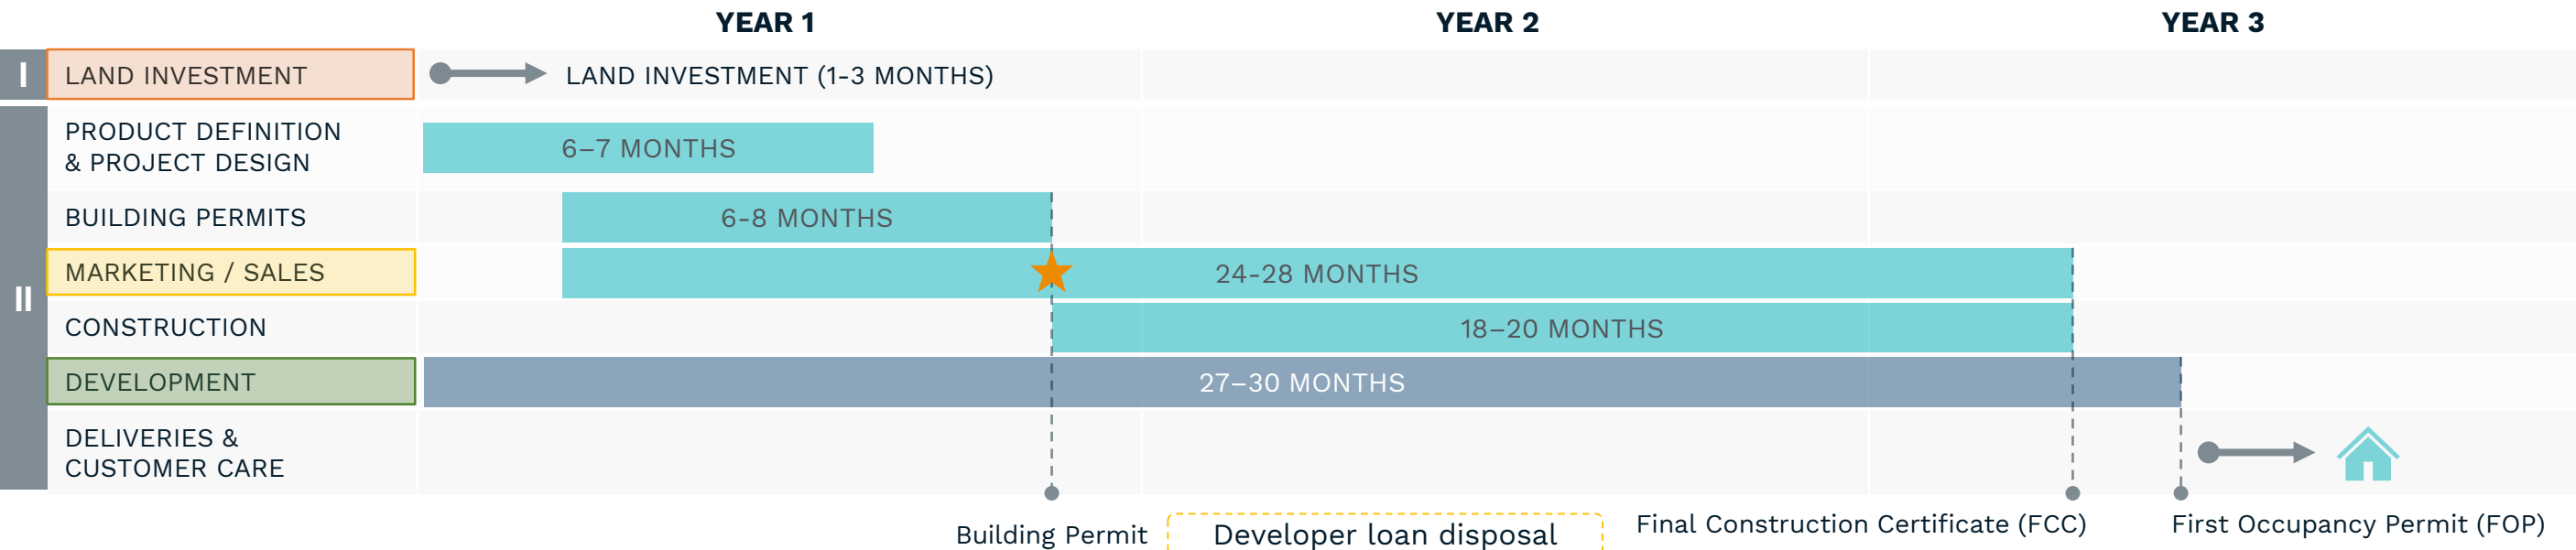 YEAR 1
YEAR 2
YEAR 3
I
LAND INVESTMENT
LAND INVESTMENT (1-3 MONTHS)
II
PRODUCT DEFINITION
& PROJECT DESIGN
6–7 MONTHS
BUILDING PERMITS
6-8 MONTHS
MARKETING / SALES
24-28 MONTHS
CONSTRUCTION
18–20 MONTHS
DEVELOPMENT
27–30 MONTHS
DELIVERIES &
CUSTOMER CARE
Building Permit
Developer loan disposal
Final Construction Certificate (FCC)
First Occupancy Permit (FOP)